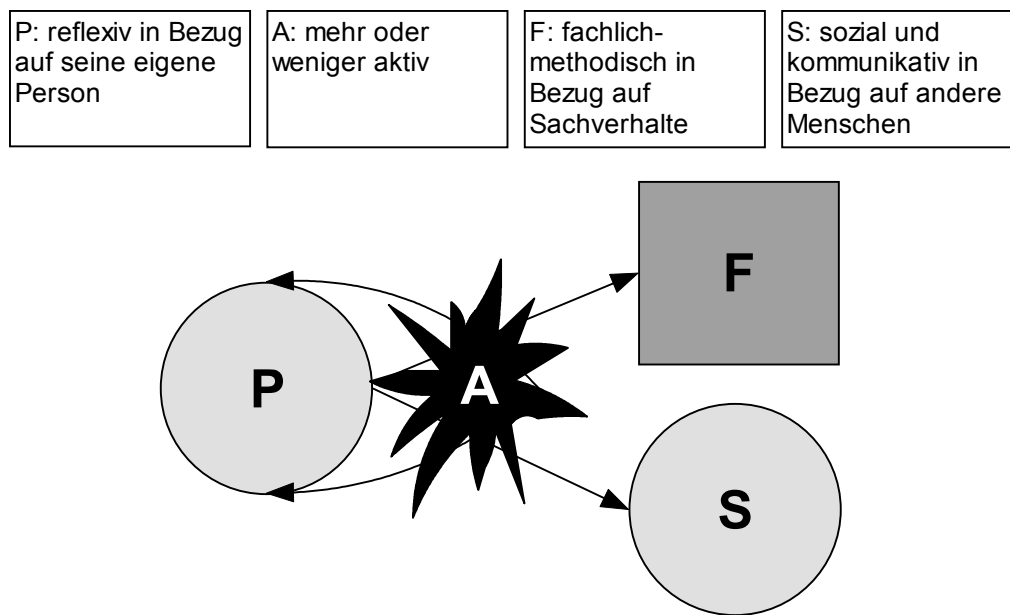 P: reflexiv in Bezug
auf seine eigene
Person
A: mehr oder
weniger aktiv
F: fachlich-
methodisch in
Bezug auf
Sachverhalte
S: sozial und
kommunikativ in
Bezug auf andere
Menschen
F
P
A
S